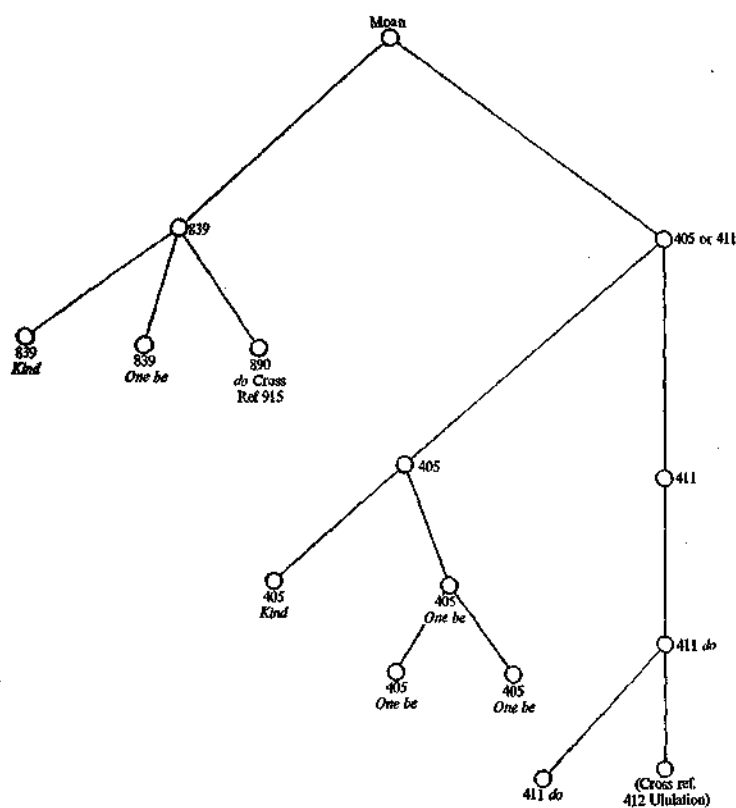 Moan
839
405 or 411
839
Kind
839
One be
890
do Cross
Ref 915
405
411
405
Kind
405
One be
411 do
405
One be
405
One be
411 do
(Cross ref.
412 Ululation)